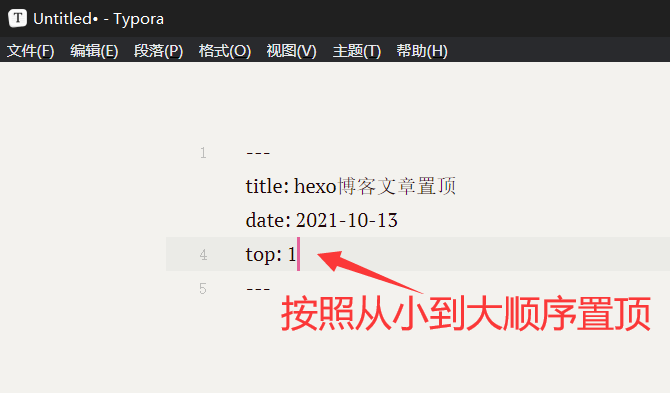 T Untitled• - Typora
文件(F) 编辑(E) 段落(P) 格式(O) 视图(V) 主题(T) 帮助(H)
1 ---
title: hexo博客文章置顶
date: 2021-10-13
4 top: 1
5 ---
按照从小到大顺序置顶